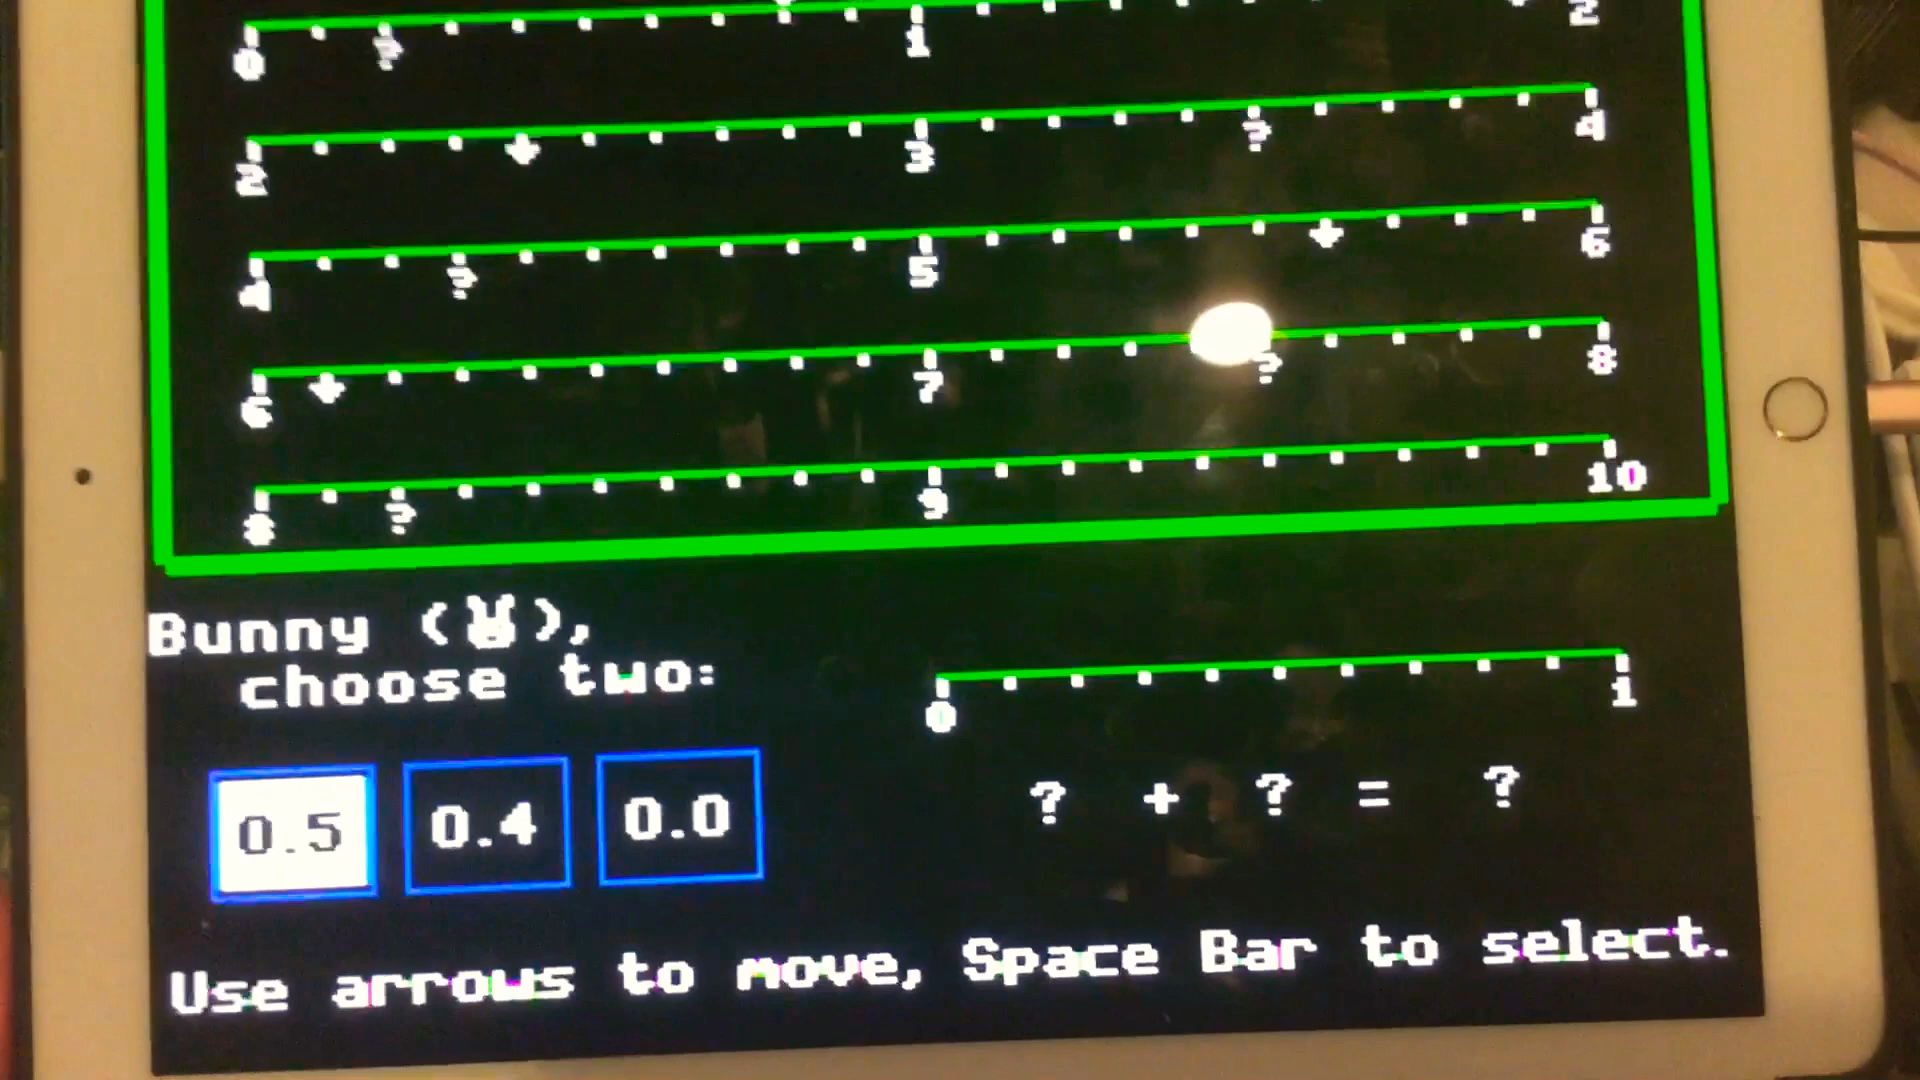 0 ? 1 2
2 3 ? 4
4 ? 5 6
6 7 ? 8
8 ? 9 10
Bunny ( ),
choose two:
0 1
0.5 0.4 0.0
? + ? = ?
Use arrows to move, Space Bar to select.